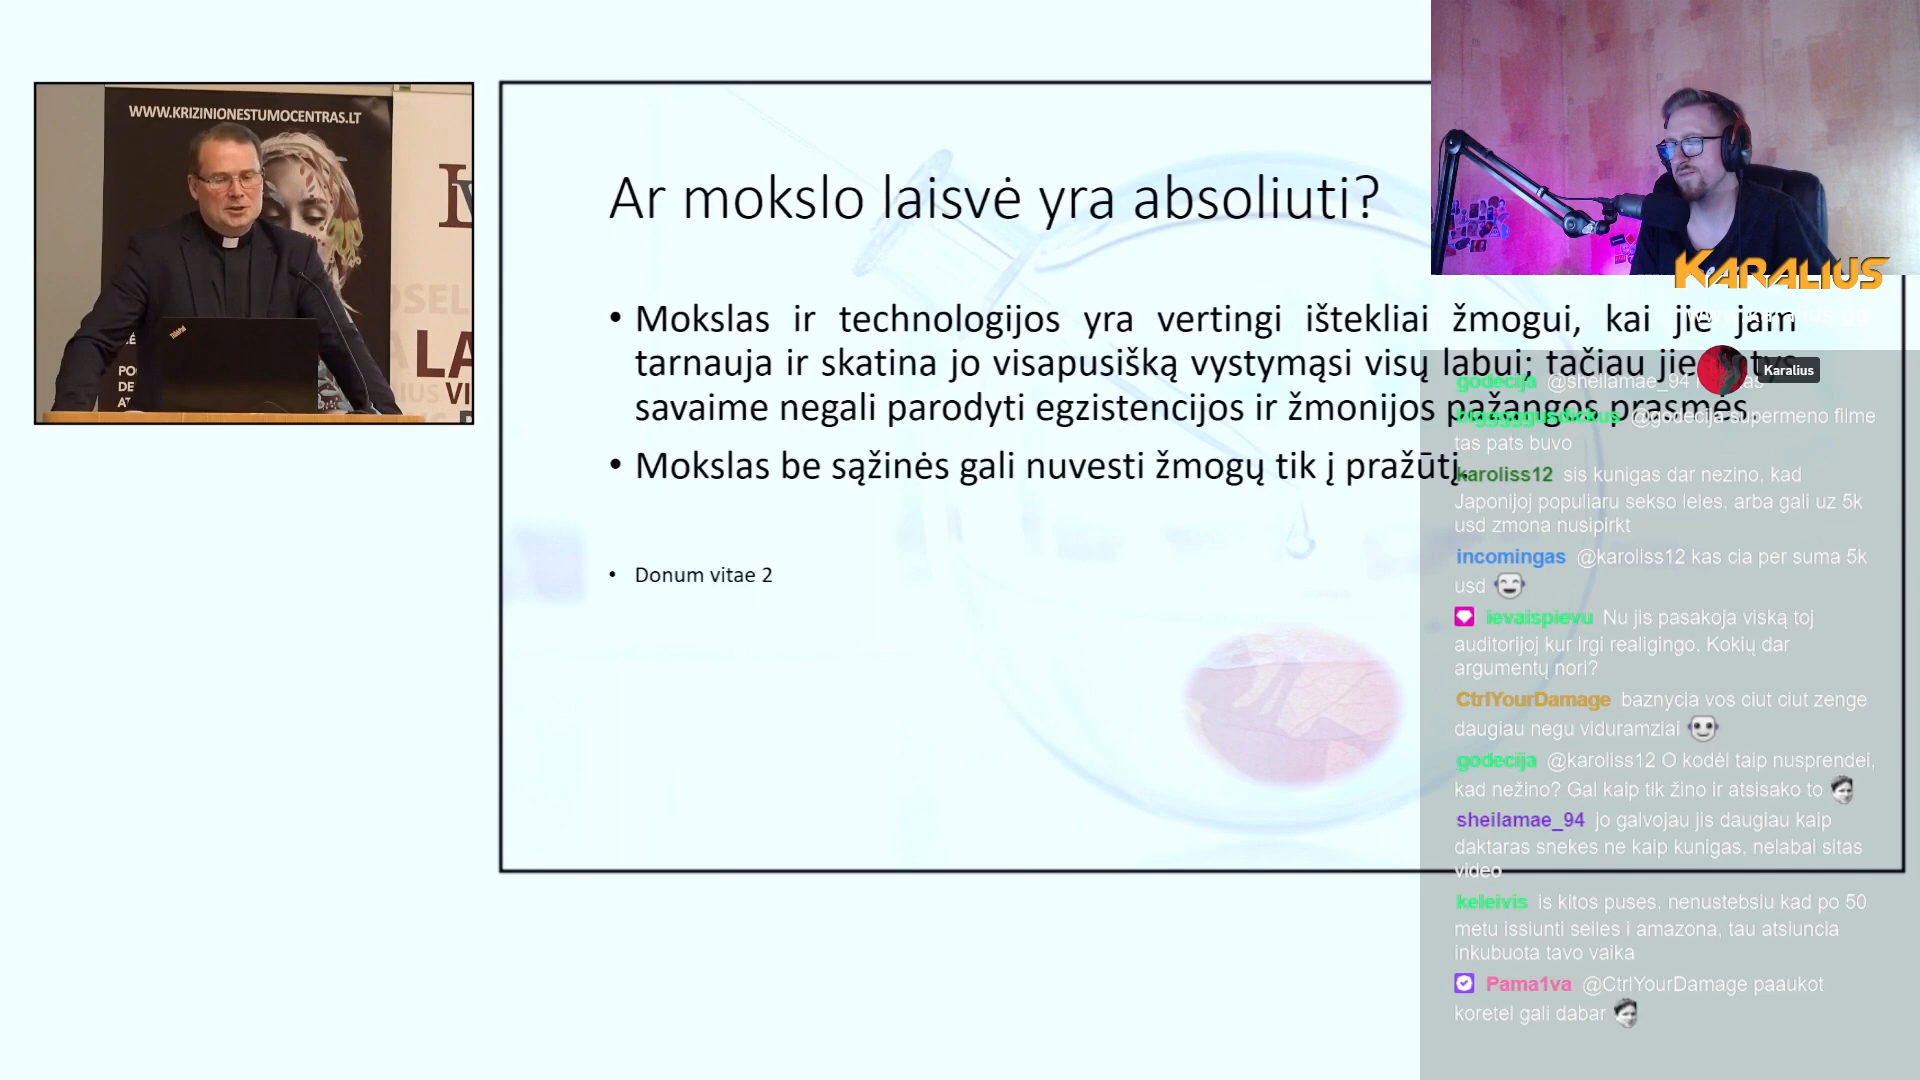 WWW.KRIZINIONESTUMOCENTRAS.LT
Ar mokslo laisvė yra absoliuti?
• Mokslas ir technologijos yra vertingi ištekliai žmogui, kai jie jam
tarnauja ir skatina jo visapusišką vystymąsi visų labui; tačiau jie
savaime negali parodyti egzistencijos ir žmonijos pažangos prasmės.
• Mokslas be sąžinės gali nuvesti žmogų tik į pražūtį.
• Donum vitae 2
KARALIUS
Karalius
godecija @sheilamae_94
@godecija supermeno filme
tas pats buvo
karoliss12 sis kunigas dar nezino, kad
Japonijoj populiaru sekso leles, arba gali uz 5k
usd zmona nusipirkt
incomingas @karoliss12 kas cia per suma 5k
usd
ievaispievu Nu jis pasakoja viską toj
auditorijoj kur irgi realigingo. Kokių dar
argumentų nori?
CtrlYourDamage baznycia vos ciut ciut zenge
daugiau negu viduramziai
godecija @karoliss12 O kodėl taip nusprendei,
kad nežino? Gal kaip tik žino ir atsisako to
sheilamae_94 jo galvojau jis daugiau kaip
daktaras snekes ne kaip kunigas, nelabai sitas
video
keleivis is kitos puses, nenustebsiu kad po 50
metu issiunti seiles i amazona, tau atsiuncia
inkubuota tavo vaika
Pama1va @CtrlYourDamage paaukot
koretel gali dabar